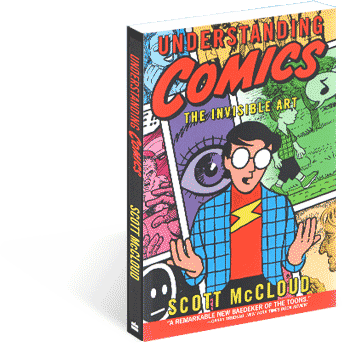 UNDERSTANDING
COMICS
THE INVISIBLE ART
SCOTT McCLOUD
"A REMARKABLE NEW BAEDEKER OF THE TOONS."
UNDERSTANDING
COMICS
SCOTT McCLOUD